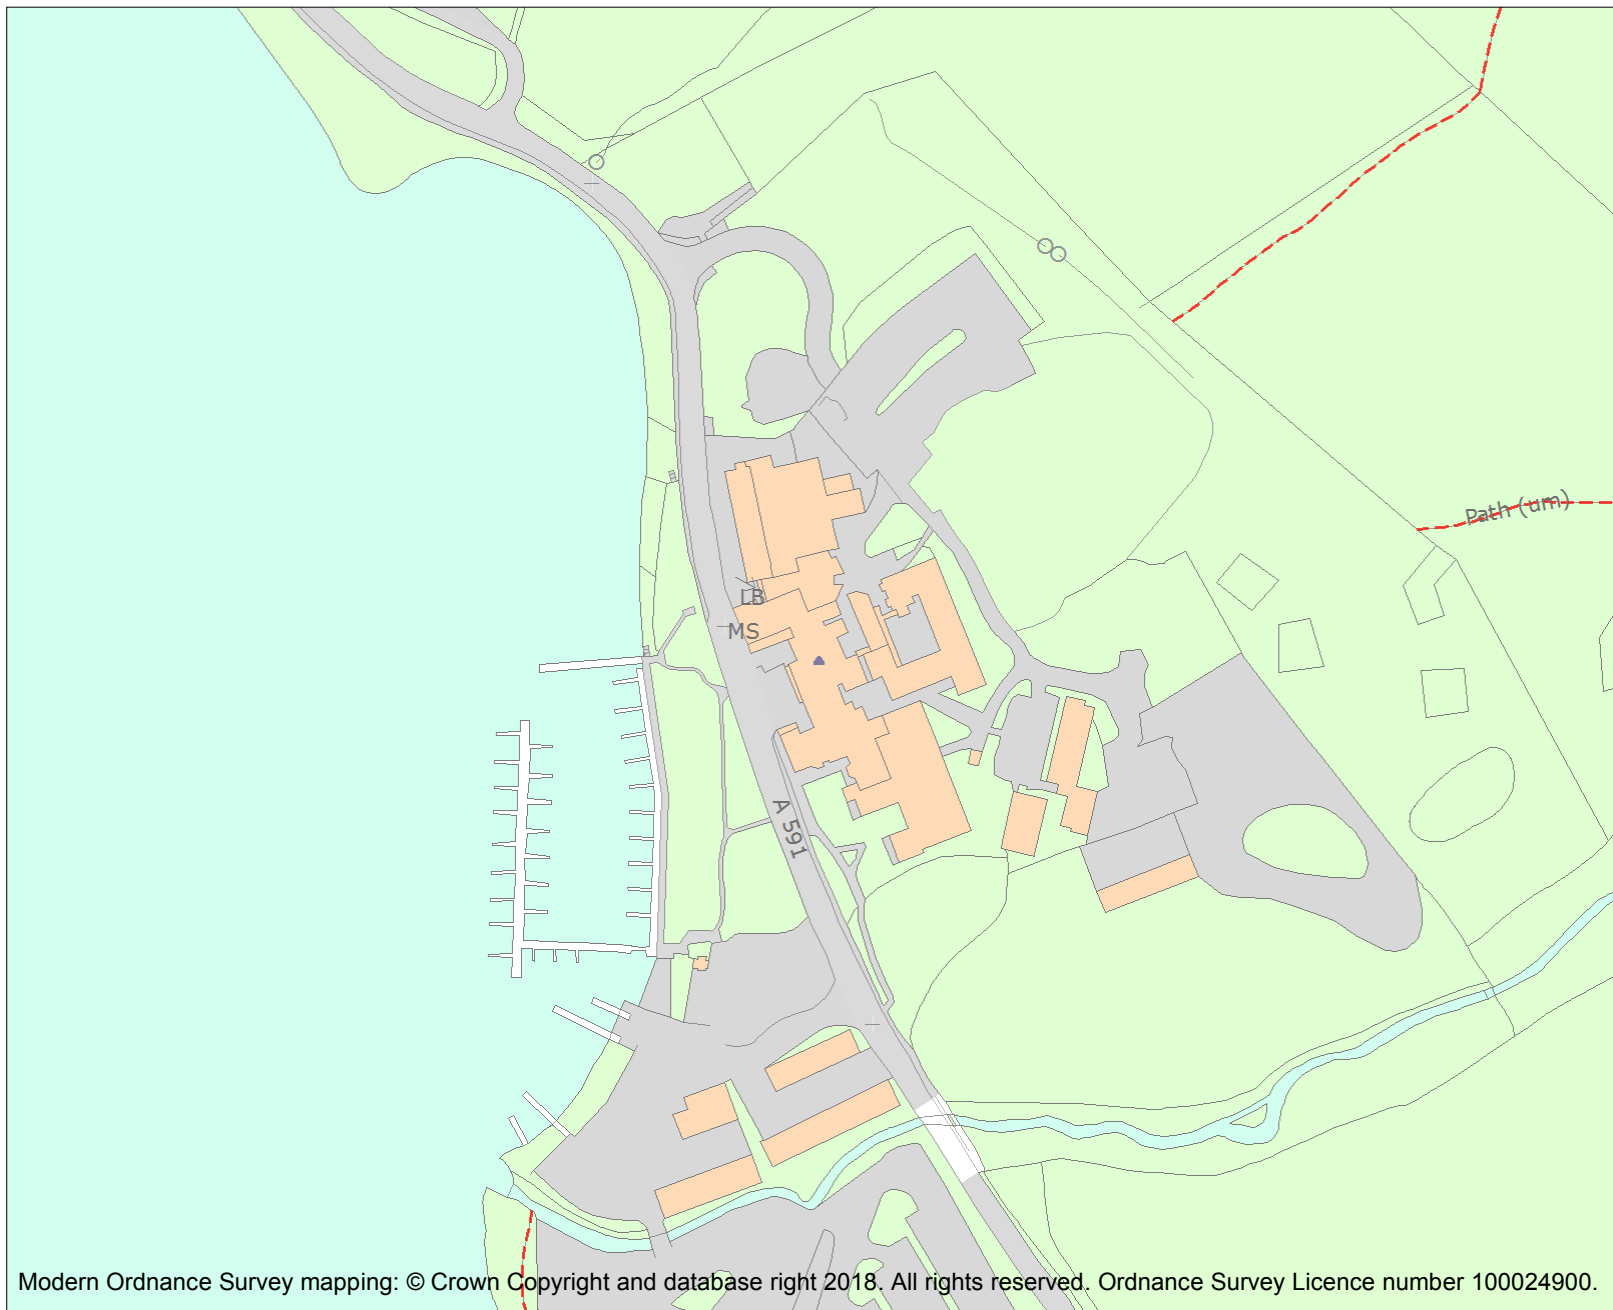 Path (um)
LB
MS
A 591
Modern Ordnance Survey mapping: © Crown Copyright and database right 2018. All rights reserved. Ordnance Survey Licence number 100024900.